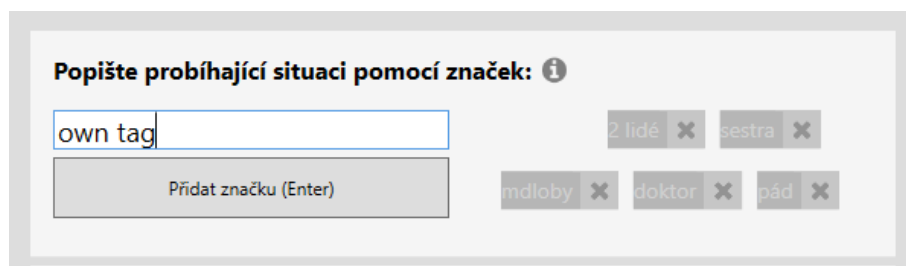 Popište probíhající situaci pomocí značek:
own tag
2 lidé sestra
Přidat značku (Enter)
mdloby doktor pád